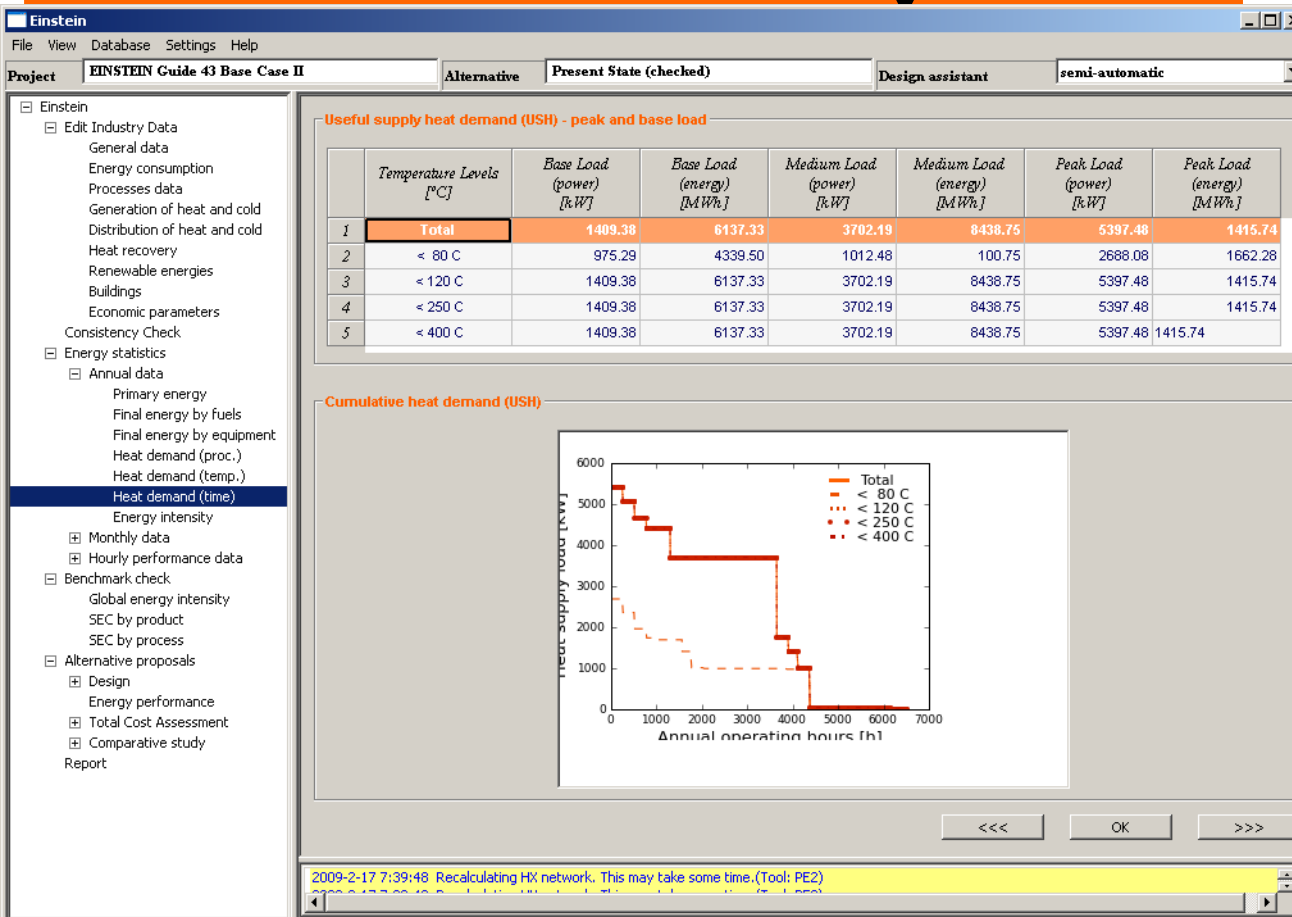 Einstein
File View Database Settings Help
Project EINSTEIN Guide 43 Base Case II Alternative Present State (checked) Design assistant semi-automatic
Einstein
Edit Industry Data
General data
Energy consumption
Processes data
Generation of heat and cold
Distribution of heat and cold
Heat recovery
Renewable energies
Buildings
Economic parameters
Consistency Check
Energy statistics
Annual data
Primary energy
Final energy by fuels
Final energy by equipment
Heat demand (proc.)
Heat demand (temp.)
Heat demand (time)
Energy intensity
Monthly data
Hourly performance data
Benchmark check
Global energy intensity
SEC by product
SEC by process
Alternative proposals
Design
Energy performance
Total Cost Assessment
Comparative study
Report
Useful supply heat demand (USH) - peak and base load
Temperature Levels [°C] Base Load (power) [kW] Base Load (energy) [MWh] Medium Load (power) [kW] Medium Load (energy) [MWh] Peak Load (power) [kW] Peak Load (energy) [MWh]
1 Total 1409.38 6137.33 3702.19 8438.75 5397.48 1415.74
2 < 80 C 975.29 4339.50 1012.48 100.75 2688.08 1662.28
3 < 120 C 1409.38 6137.33 3702.19 8438.75 5397.48 1415.74
4 < 250 C 1409.38 6137.33 3702.19 8438.75 5397.48 1415.74
5 < 400 C 1409.38 6137.33 3702.19 8438.75 5397.48 1415.74
Cumulative heat demand (USH)
6000
5000
4000
3000
2000
1000
0
Heat supply load [kW]
Total
< 80 C
< 120 C
< 250 C
< 400 C
0 1000 2000 3000 4000 5000 6000 7000
Annual operating hours [h]
<<< OK >>>
2009-2-17 7:39:48 Recalculating HX network. This may take some time.(Tool: PE2)